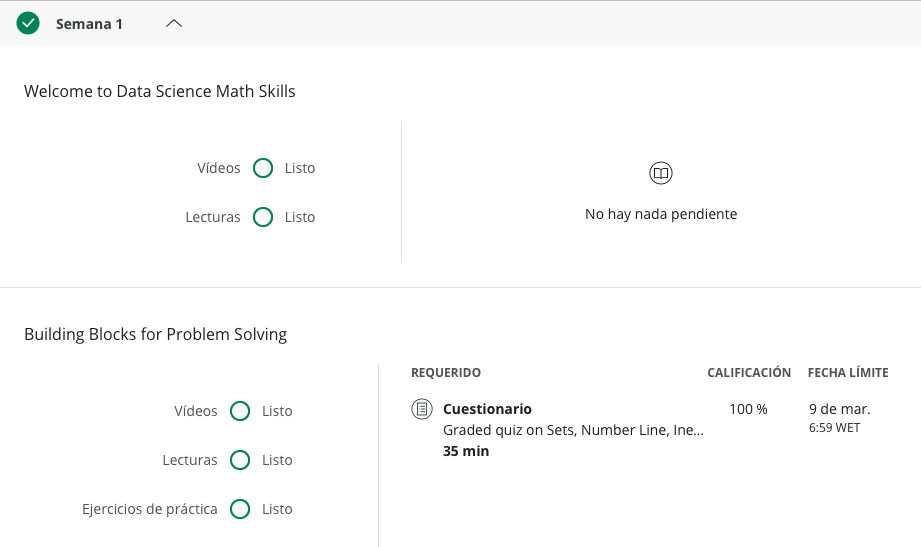 Semana 1
Welcome to Data Science Math Skills
Vídeos Listo
Lecturas Listo
No hay nada pendiente
Building Blocks for Problem Solving
Vídeos Listo
Lecturas Listo
Ejercicios de práctica Listo
REQUERIDO CALIFICACIÓN FECHA LÍMITE
Cuestionario 100 % 9 de mar.
Graded quiz on Sets, Number Line, Ine... 6:59 WET
35 min